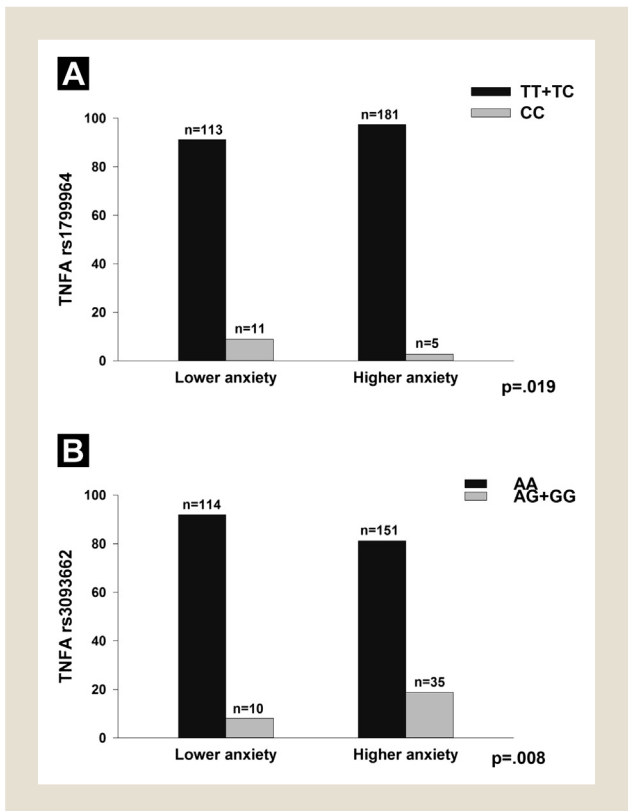 A
TT+TC
CC
n=113
n=181
100
80
60
40
20
0
TNFA rs1799964
n=11
n=5
Lower anxiety
Higher anxiety
p=.019
B
AA
AG+GG
n=114
n=151
100
80
60
40
20
0
TNFA rs3093662
n=10
n=35
Lower anxiety
Higher anxiety
p=.008